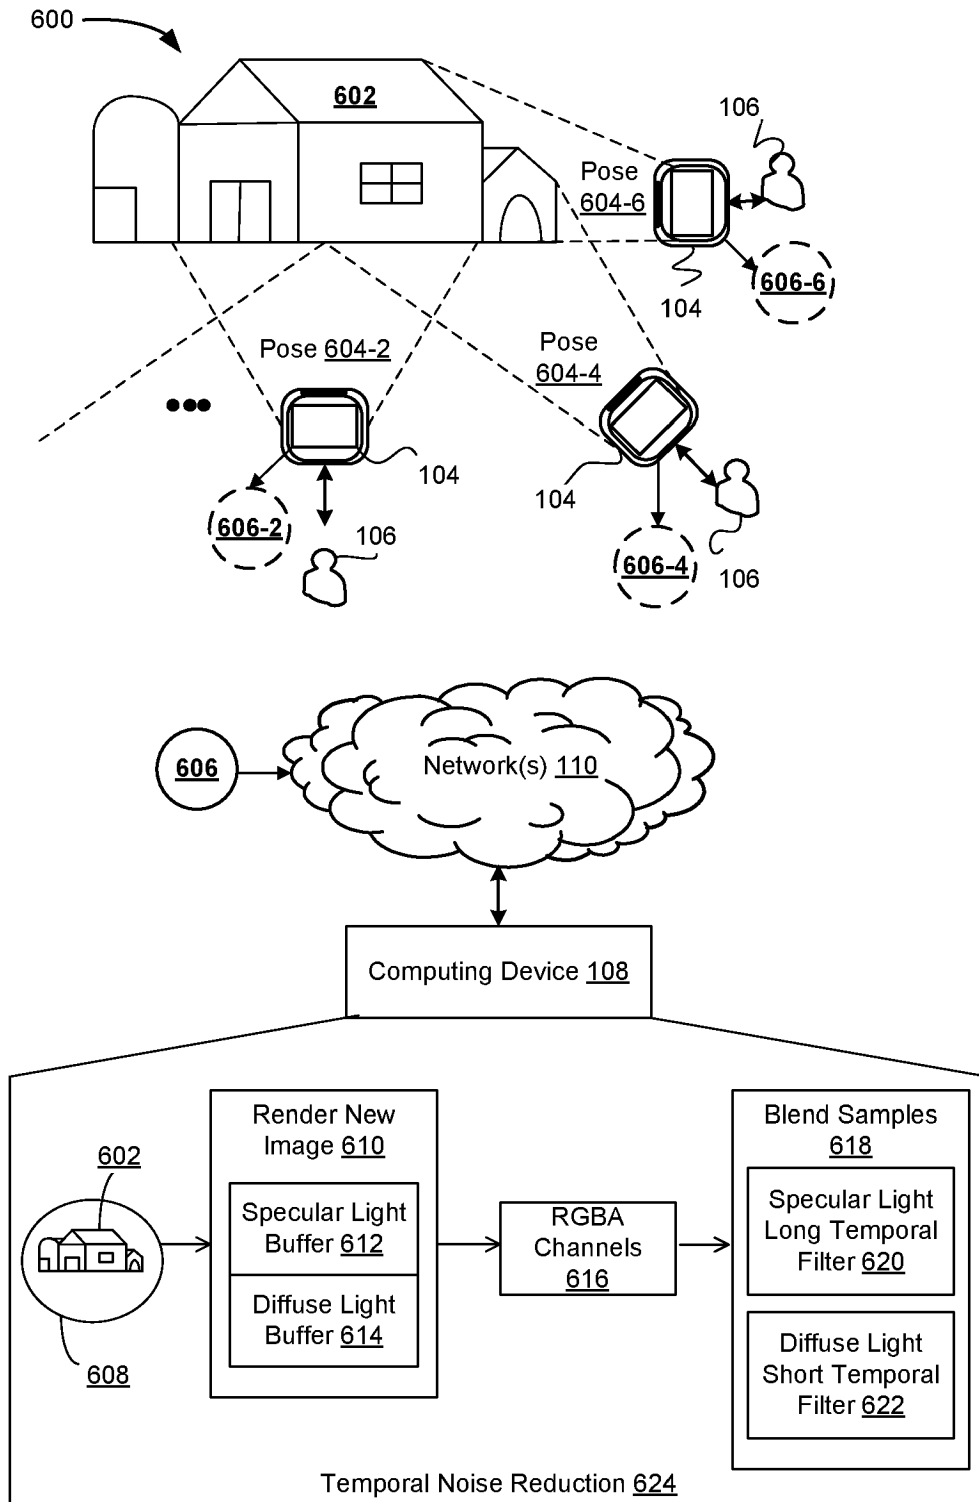 600
602
106
Pose
604-6
104
606-6
Pose 604-2
Pose
604-4
104
104
606-2
106
606-4
106
606
Network(s) 110
Computing Device 108
602
608
Render New
Image 610
Specular Light
Buffer 612
Diffuse Light
Buffer 614
RGBA
Channels
616
Blend Samples
618
Specular Light
Long Temporal
Filter 620
Diffuse Light
Short Temporal
Filter 622
Temporal Noise Reduction 624